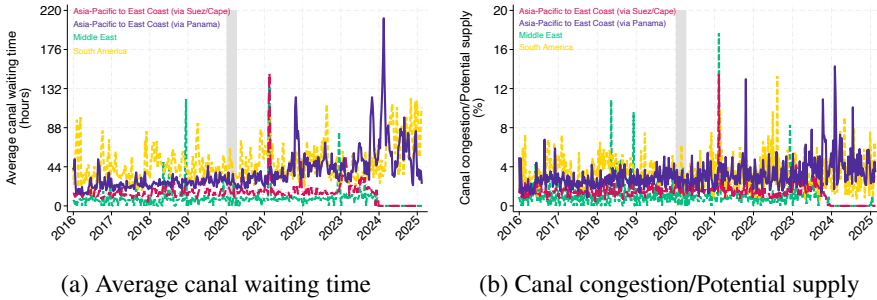 Asia-Pacific to East Coast (via Suez/Cape)
Asia-Pacific to East Coast (via Panama)
Middle East
South America
Average canal waiting time
(hours)
220
176
132
88
44
0
2016
2017
2018
2019
2020
2021
2022
2023
2024
2025
(a) Average canal waiting time
Asia-Pacific to East Coast (via Suez/Cape)
Asia-Pacific to East Coast (via Panama)
Middle East
South America
Canal congestion/Potential supply
(%)
20
16
12
8
4
0
2016
2017
2018
2019
2020
2021
2022
2023
2024
2025
(b) Canal congestion/Potential supply